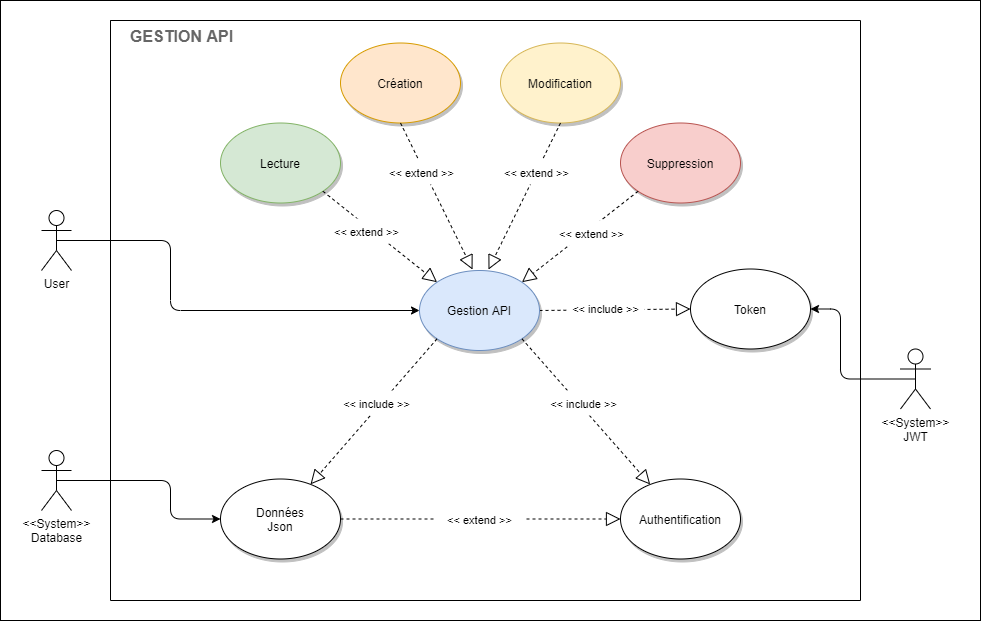 GESTION API
Création
Modification
Lecture
Suppression
<< extend >>
<< extend >>
<< extend >>
<< extend >>
User
Gestion API
<< include >>
Token
<< include >>
<< include >>
<<System>>
JWT
<<System>>
Database
Données
Json
<< extend >>
Authentification